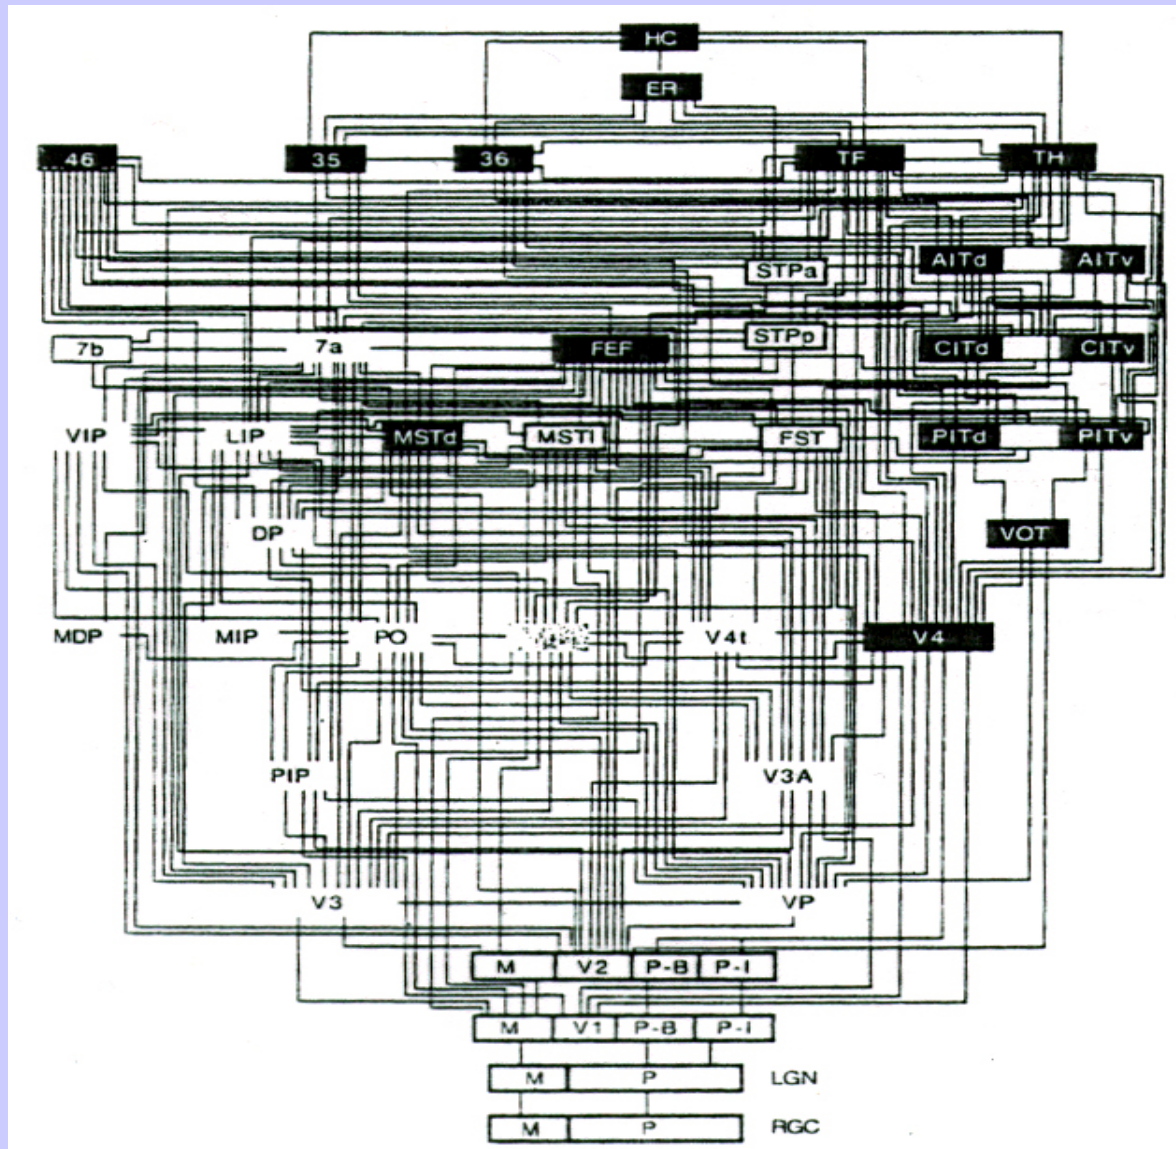 HC
ER
46 35 36 TF TH
STPa AITd AITv
7b 7a FEF STPp CITd CITv
VIP LIP MSTd MSTl FST PITd PITv
DP VOT
MDP MIP PO V4t V4
PIP V3A
V3 VP
M V2 P-B P-I
M V1 P-B P-I
M P LGN
M P RGC